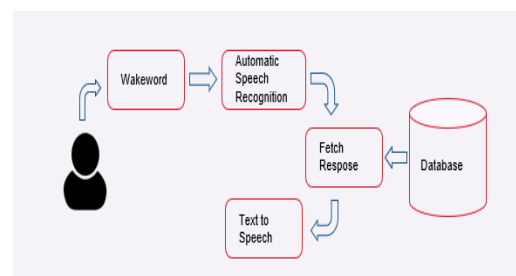 Wakeword
Automatic
Speech
Recognition
Fetch
Respose
Database
Text to
Speech